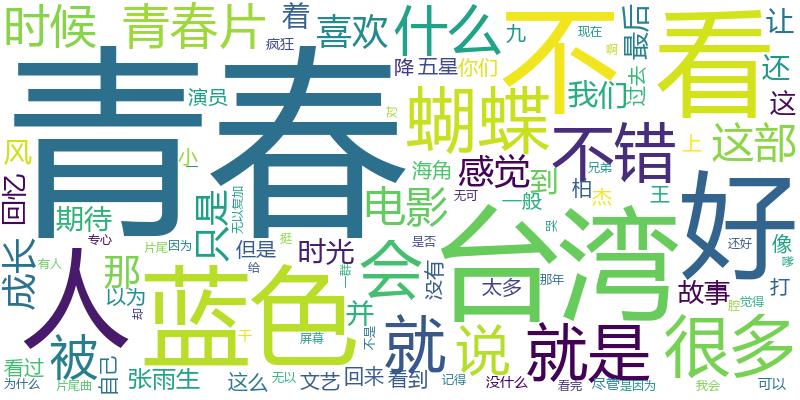 时候
青春片
着
喜欢
疯狂
什么
不
九
现在
啊
最后
看
让
还
这
降
五星
你们
我们
过去
演员
青春
对
蝴蝶
不错
这部
上
风
小
回忆
期待
只是
无以复加
海角
感觉
到
兄弟
柏
杰
无可
一般
电影
王
好
成长
专心
片尾
因为
但是
时光
会
没有
台湾
是否
那年
还好
像
嗲
有人
那
人
以为
却
蓝色
给
挺
一群
并
太多
故事
打
腔
觉得
被
干
屏幕
不是
就
说
就是
很多
看过
自己
张雨生
这么
无以
文艺
回来
看到
记得
没什么
看完
尽管
是因为
我会
可以
为什么
片尾曲